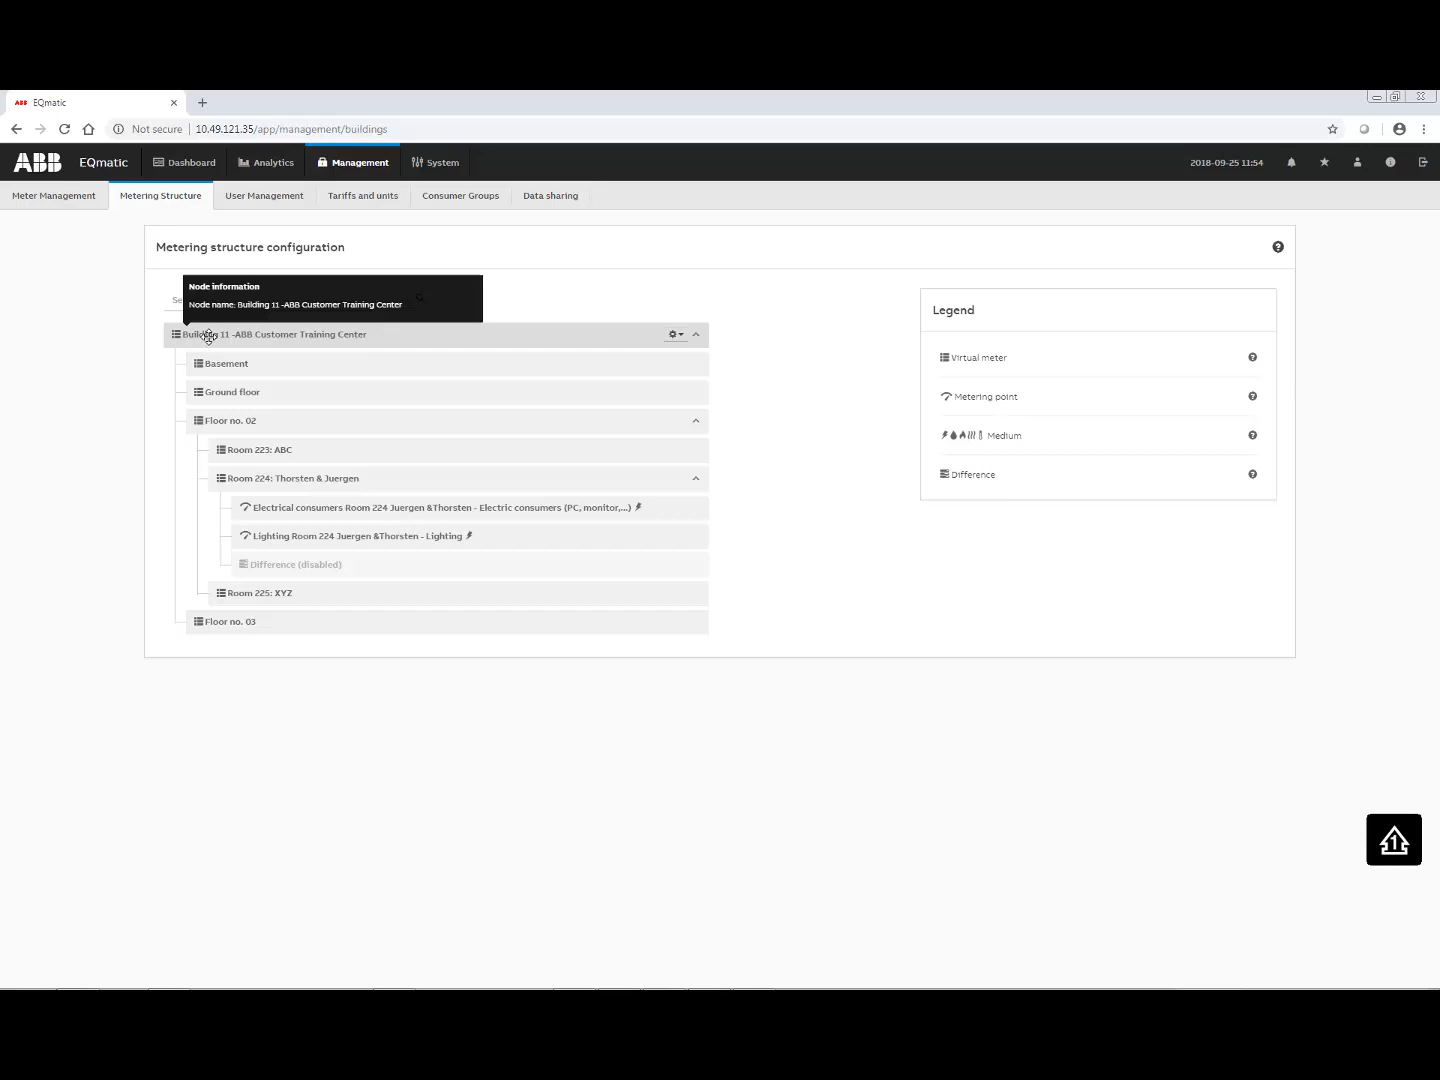 ABB EQmatic
Not secure 10.49.121.35/app/management/buildings
ABB EQmatic Dashboard Analytics Management System 2018-09-25 11:54
Meter Management Metering Structure User Management Tariffs and units Consumer Groups Data sharing
Metering structure configuration
Node information
Node name: Building 11 -ABB Customer Training Center
Se
Building 11 -ABB Customer Training Center
Basement
Ground floor
Floor no. 02
Room 223: ABC
Room 224: Thorsten & Juergen
Electrical consumers Room 224 Juergen &Thorsten - Electric consumers (PC, monitor,...)
Lighting Room 224 Juergen &Thorsten - Lighting
Difference (disabled)
Room 225: XYZ
Floor no. 03
Legend
Virtual meter
Metering point
Medium
Difference
1